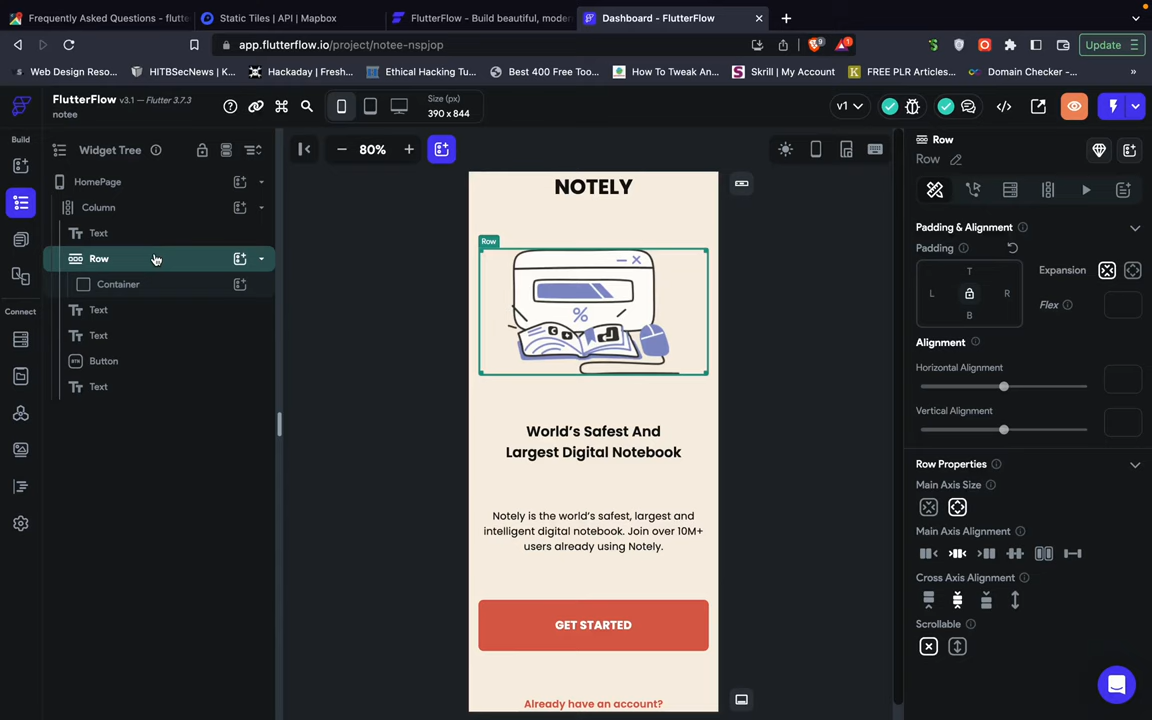 Frequently Asked Questions - flutte
Static Tiles | API | Mapbox
FlutterFlow - Build beautiful, moder
Dashboard - FlutterFlow
app.flutterflow.io/project/notee-nspjop
Update
Web Design Reso...
HITBSecNews | K...
Hackaday | Fresh...
Ethical Hacking Tu...
Best 400 Free Too...
How To Tweak An...
Skrill | My Account
FREE PLR Articles...
Domain Checker -...
FlutterFlow v3.1 - Flutter 3.7.3
notee
Size (px)
390 x 844
v1
Build
Widget Tree
80%
HomePage
Column
Text
Row
Container
Text
Text
Button
Text
Connect
NOTELY
Row
%
World's Safest And
Largest Digital Notebook
Notely is the world's safest, largest and
intelligent digital notebook. Join over 10M+
users already using Notely.
GET STARTED
Already have an account?
Row
Row
Padding & Alignment
Padding
T
L
R
B
Expansion
Flex
Alignment
Horizontal Alignment
Vertical Alignment
Row Properties
Main Axis Size
Main Axis Alignment
Cross Axis Alignment
Scrollable